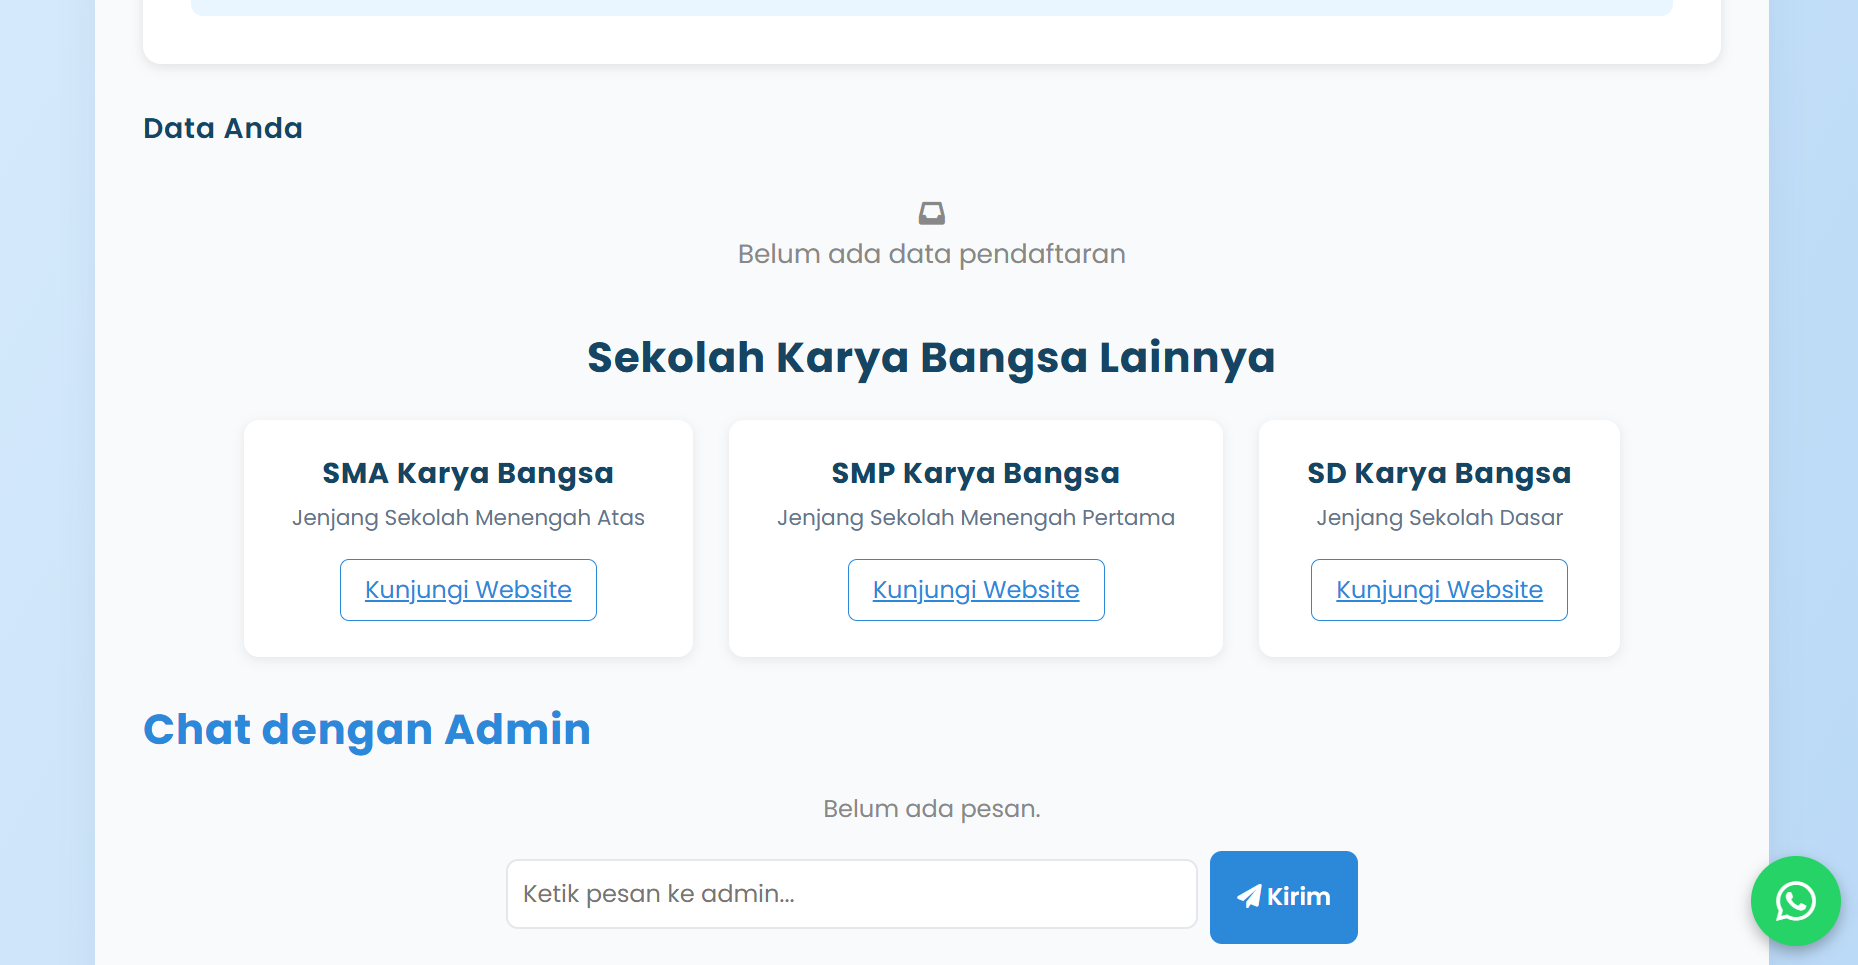 Data Anda
Belum ada data pendaftaran
Sekolah Karya Bangsa Lainnya
SMA Karya Bangsa
Jenjang Sekolah Menengah Atas
Kunjungi Website
SMP Karya Bangsa
Jenjang Sekolah Menengah Pertama
Kunjungi Website
SD Karya Bangsa
Jenjang Sekolah Dasar
Kunjungi Website
Chat dengan Admin
Belum ada pesan.
Ketik pesan ke admin...
Kirim